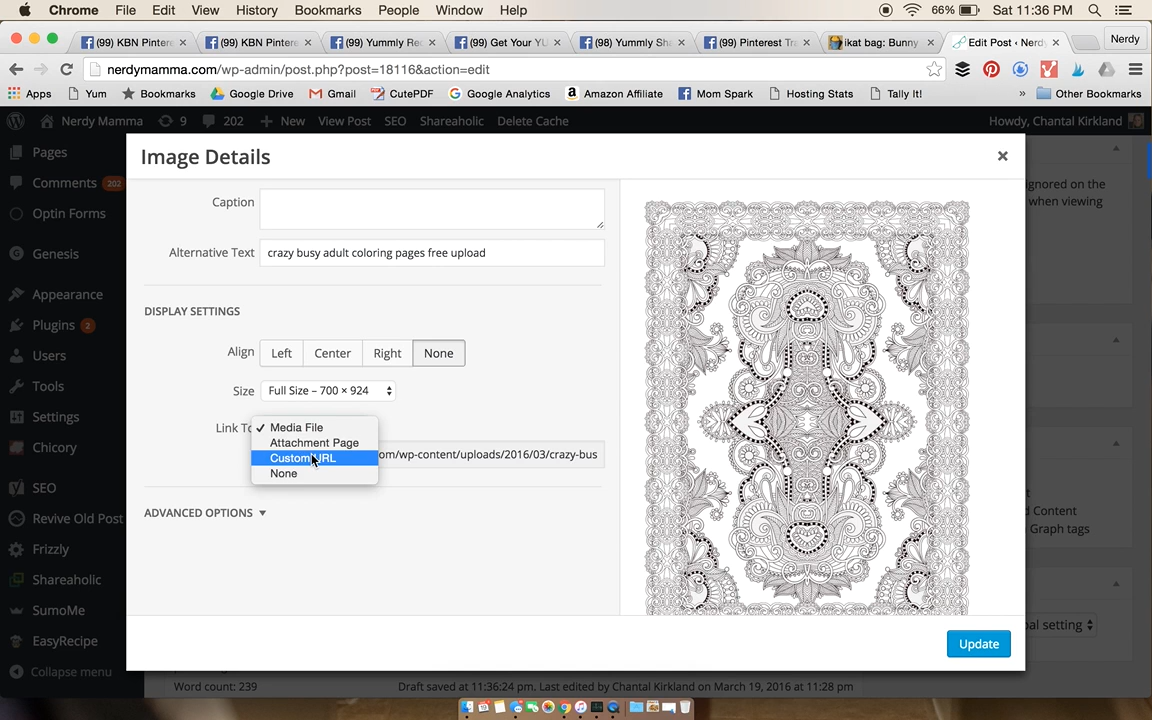 Chrome File Edit View History Bookmarks People Window Help 66% Sat 11:36 PM
(99) KBN Pintere (99) KBN Pintere (99) Yummly Rec (99) Get Your YU (98) Yummly Sha (99) Pinterest Tra ikat bag: Bunny Edit Post ‹ Nerdy Nerdy
nerdymamma.com/wp-admin/post.php?post=18116&action=edit
Apps Yum Bookmarks Google Drive Gmail CutePDF Google Analytics Amazon Affiliate Mom Spark Hosting Stats Tally It! » Other Bookmarks
Nerdy Mamma 9 202 New View Post SEO Shareaholic Delete Cache Howdy, Chantal Kirkland
Pages
Comments 202
Optin Forms
Genesis
Appearance
Plugins 2
Users
Tools
Settings
Chicory
SEO
Revive Old Post
Frizzly
Shareaholic
SumoMe
EasyRecipe
Collapse menu
Image Details
Caption
Alternative Text crazy busy adult coloring pages free upload
DISPLAY SETTINGS
Align Left Center Right None
Size Full Size – 700 × 924
Link To
✓ Media File
Attachment Page
Custom URL
None
om/wp-content/uploads/2016/03/crazy-bus
ADVANCED OPTIONS
Update
ignored on the
when viewing
t
d Content
Graph tags
al setting
Word count: 239 Draft saved at 11:36:24 pm. Last edited by Chantal Kirkland on March 19, 2016 at 11:28 pm